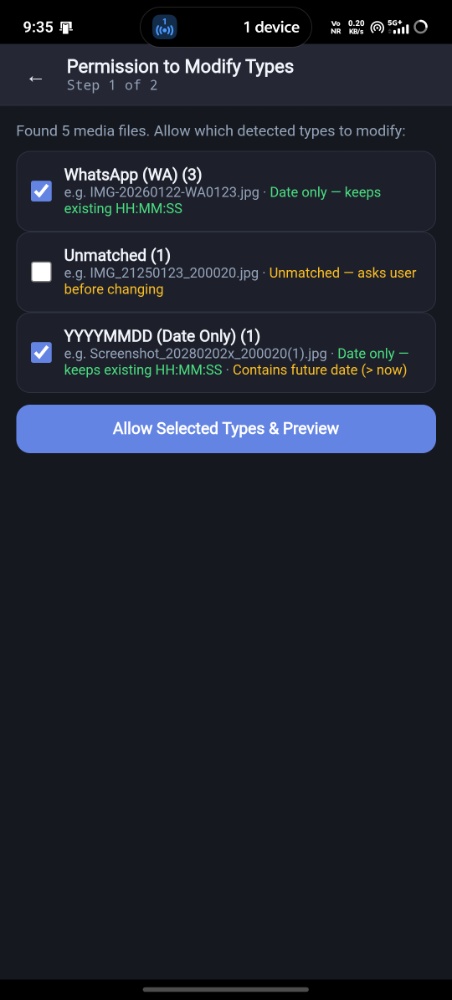 9:35
1
1 device
Vo
NR
0.20
KB/s
5G+
←
Permission to Modify Types
Step 1 of 2
Found 5 media files. Allow which detected types to modify:
WhatsApp (WA) (3)
e.g. IMG-20260122-WA0123.jpg · Date only — keeps
existing HH:MM:SS
Unmatched (1)
e.g. IMG_21250123_200020.jpg · Unmatched — asks user
before changing
YYYYMMDD (Date Only) (1)
e.g. Screenshot_20280202x_200020(1).jpg · Date only —
keeps existing HH:MM:SS · Contains future date (> now)
Allow Selected Types & Preview